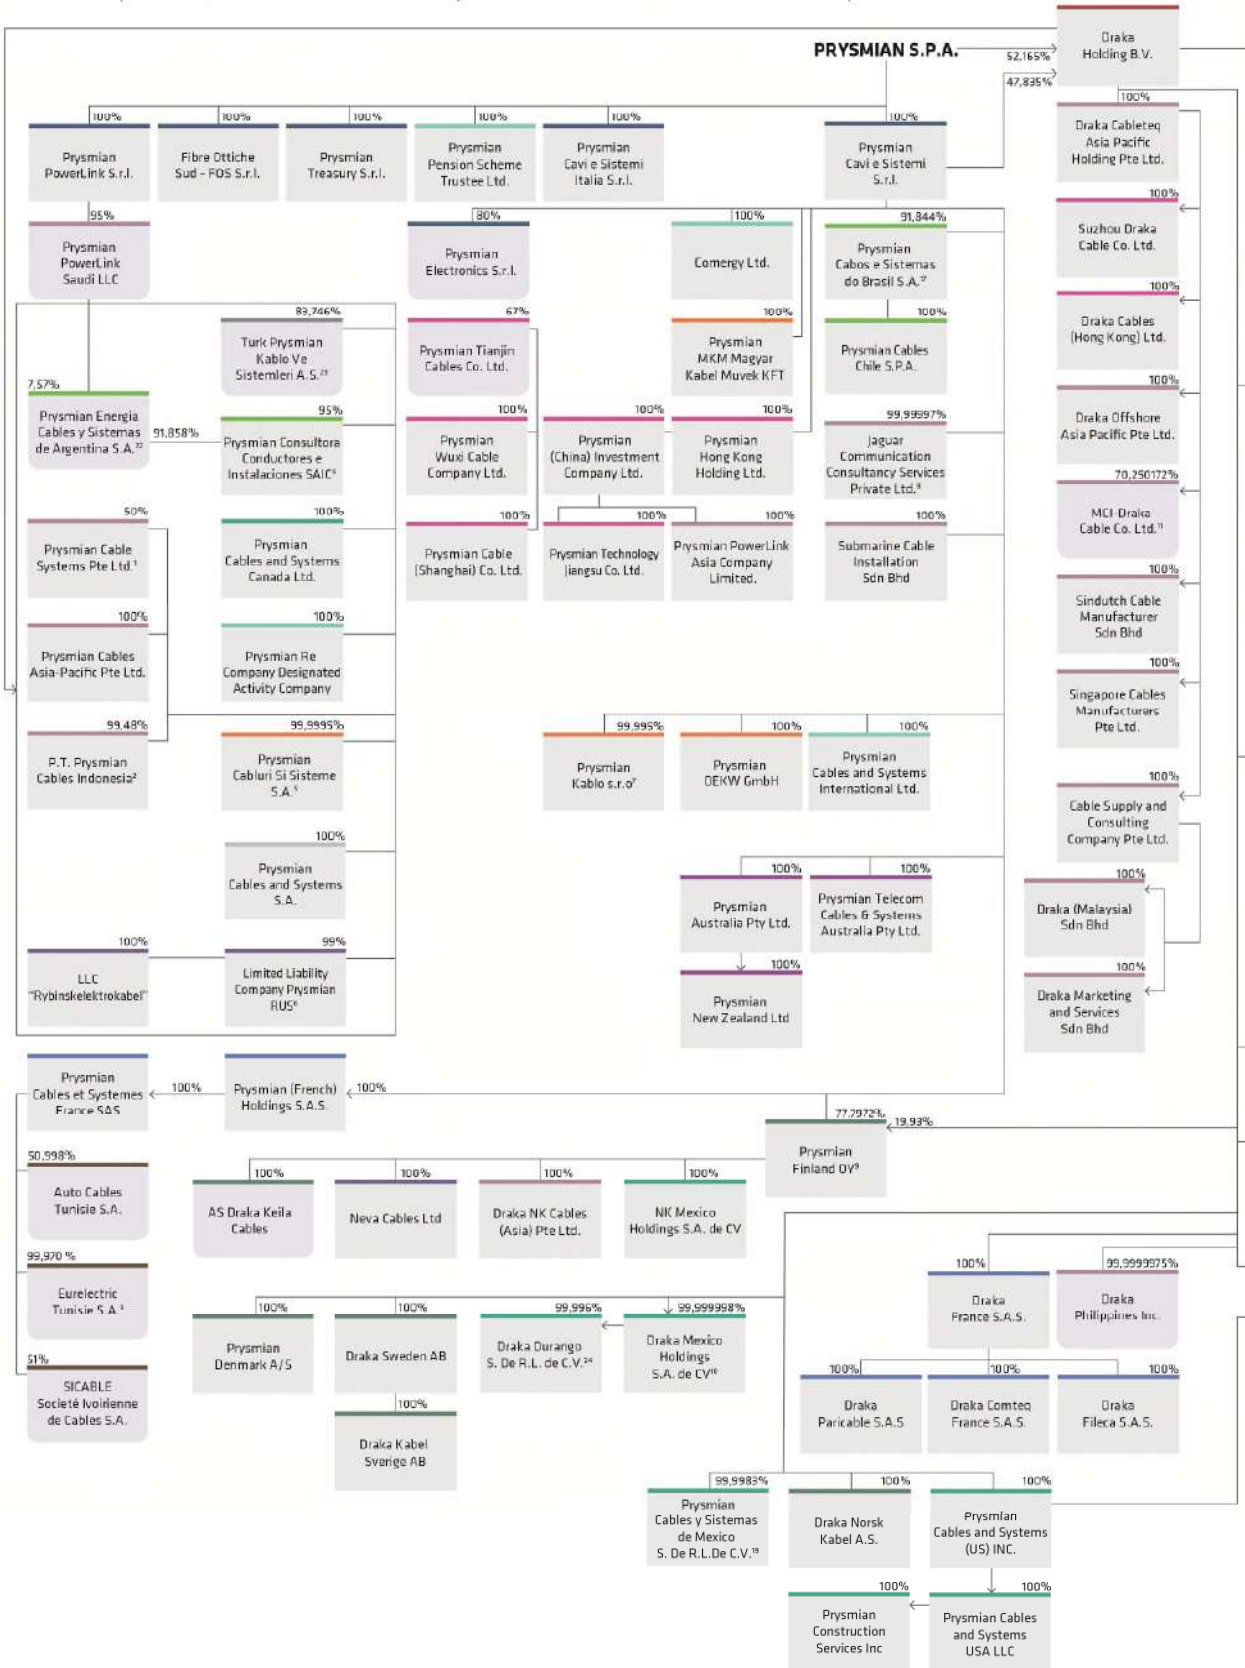 PRYSMIAN S.P.A.
52,165%
47,835%
Draka
Holding B.V.
100%
Prysmian
PowerLink S.r.l.
100%
Fibre Ottiche
Sud - FOS S.r.l.
100%
Prysmian
Treasury S.r.l.
100%
Prysmian
Pension Scheme
Trustee Ltd.
100%
Prysmian
Cavi e Sistemi
Italia S.r.l.
100%
Prysmian
Cavi e Sistemi
S.r.l.
100%
Draka Cableteq
Asia Pacific
Holding Pte Ltd.
95%
Prysmian
PowerLink
Saudi LLC
80%
Prysmian
Electronics S.r.l.
100%
Comergy Ltd.
91,844%
Prysmian
Cabos e Sistemas
do Brasil S.A.¹⁷
100%
Suzhou Draka
Cable Co. Ltd.
83,746%
Turk Prysmian
Kablo Ve
Sistemleri A.S.²³
67%
Prysmian Tianjin
Cables Co. Ltd.
100%
Prysmian
MKM Magyar
Kabel Muvek KFT
100%
Prysmian Cables
Chile S.P.A.
100%
Draka Cables
(Hong Kong) Ltd.
7,57%
Prysmian Energia
Cables y Sistemas
de Argentina S.A.²²
91,858%
95%
Prysmian Consultora
Conductores e
Instalaciones SAIC⁴
100%
Prysmian
Wuxi Cable
Company Ltd.
100%
Prysmian
(China) Investment
Company Ltd.
100%
Prysmian
Hong Kong
Holding Ltd.
99,99997%
Jaguar
Communication
Consultancy Services
Private Ltd.⁸
100%
Draka Offshore
Asia Pacific Pte Ltd.
50%
Prysmian Cable
Systems Pte Ltd.¹
100%
Prysmian
Cables and Systems
Canada Ltd.
100%
Prysmian Cable
(Shanghai) Co. Ltd.
100%
Prysmian Technology
Jiangsu Co. Ltd.
100%
Prysmian PowerLink
Asia Company
Limited.
100%
Submarine Cable
Installation
Sdn Bhd
70,250172%
MCI-Draka
Cable Co. Ltd.¹¹
100%
Prysmian Cables
Asia-Pacific Pte Ltd.
100%
Prysmian Re
Company Designated
Activity Company
100%
Sindutch Cable
Manufacturer
Sdn Bhd
100%
Singapore Cables
Manufacturers
Pte Ltd.
99,48%
P.T. Prysmian
Cables Indonesia²
99,9995%
Prysmian
Cabluri Si Sisteme
S.A.⁵
99,995%
Prysmian
Kablo s.r.o⁷
100%
Prysmian
OEKW GmbH
100%
Prysmian
Cables and Systems
International Ltd.
100%
Cable Supply and
Consulting
Company Pte Ltd.
100%
Prysmian
Cables and Systems
S.A.
100%
Prysmian
Australia Pty Ltd.
100%
Prysmian Telecom
Cables & Systems
Australia Pty Ltd.
100%
Draka (Malaysia)
Sdn Bhd
100%
LLC
"Rybinskelektrokabel"
99%
Limited Liability
Company Prysmian
RUS⁶
100%
Prysmian
New Zealand Ltd
100%
Draka Marketing
and Services
Sdn Bhd
Prysmian
Cables et Systemes
France SAS
100%
Prysmian (French)
Holdings S.A.S.
100%
77,7972%
19,93%
Prysmian
Finland OY⁹
50,998%
Auto Cables
Tunisie S.A.
100%
AS Draka Keila
Cables
100%
Neva Cables Ltd
100%
Draka NK Cables
(Asia) Pte Ltd.
100%
NK Mexico
Holdings S.A. de CV
99,970 %
Eurelectric
Tunisie S.A.³
100%
Draka
France S.A.S.
99,9999975%
Draka
Philippines Inc.
100%
Prysmian
Denmark A/S
100%
Draka Sweden AB
99,996%
Draka Durango
S. De R.L. de C.V.²⁴
99,999998%
Draka Mexico
Holdings
S.A. de CV¹⁸
51%
SICABLE
Societé Ivoirienne
de Cables S.A.
100%
Draka
Paricable S.A.S
100%
Draka Comteq
France S.A.S.
100%
Draka
Fileca S.A.S.
100%
Draka Kabel
Sverige AB
99,9983%
Prysmian
Cables y Sistemas
de Mexico
S. De R.L.De C.V.¹⁹
100%
Draka Norsk
Kabel A.S.
100%
Prysmian
Cables and Systems
(US) INC.
100%
Prysmian
Construction
Services Inc
100%
Prysmian Cables
and Systems
USA LLC